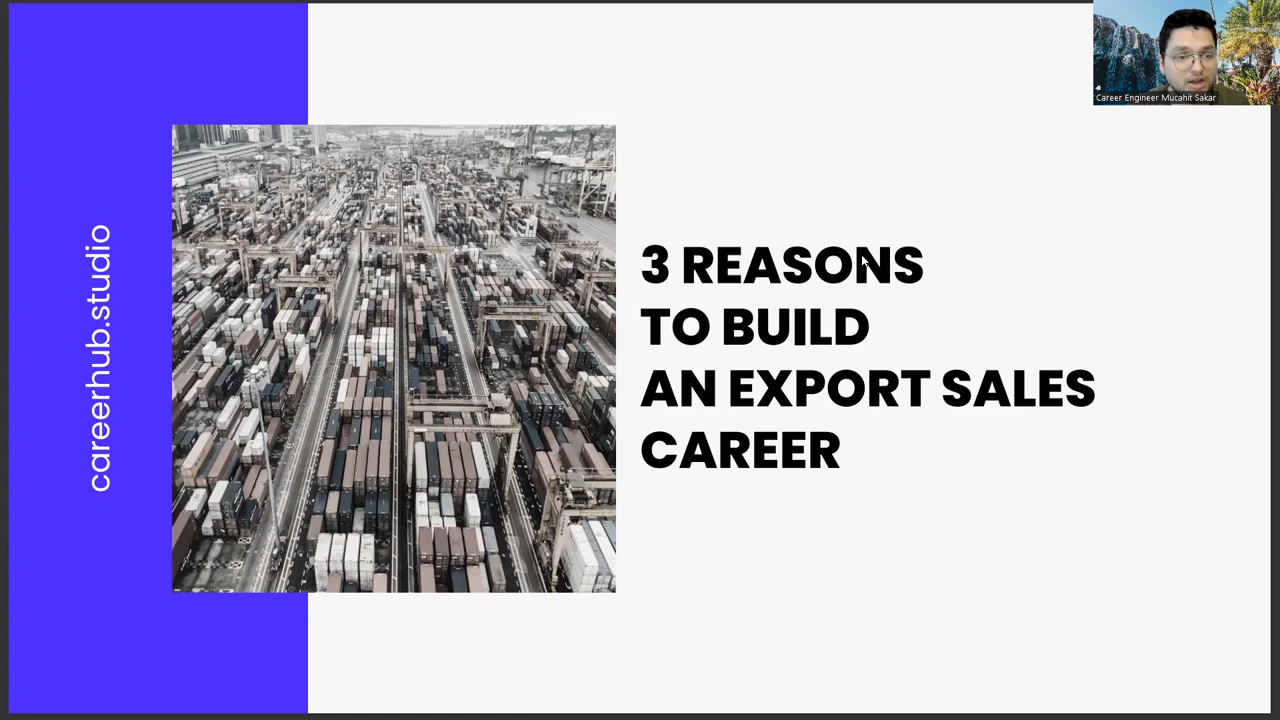 careerhub.studio
3 REASONS
TO BUILD
AN EXPORT SALES
CAREER
Career Engineer Mucahit Sakar